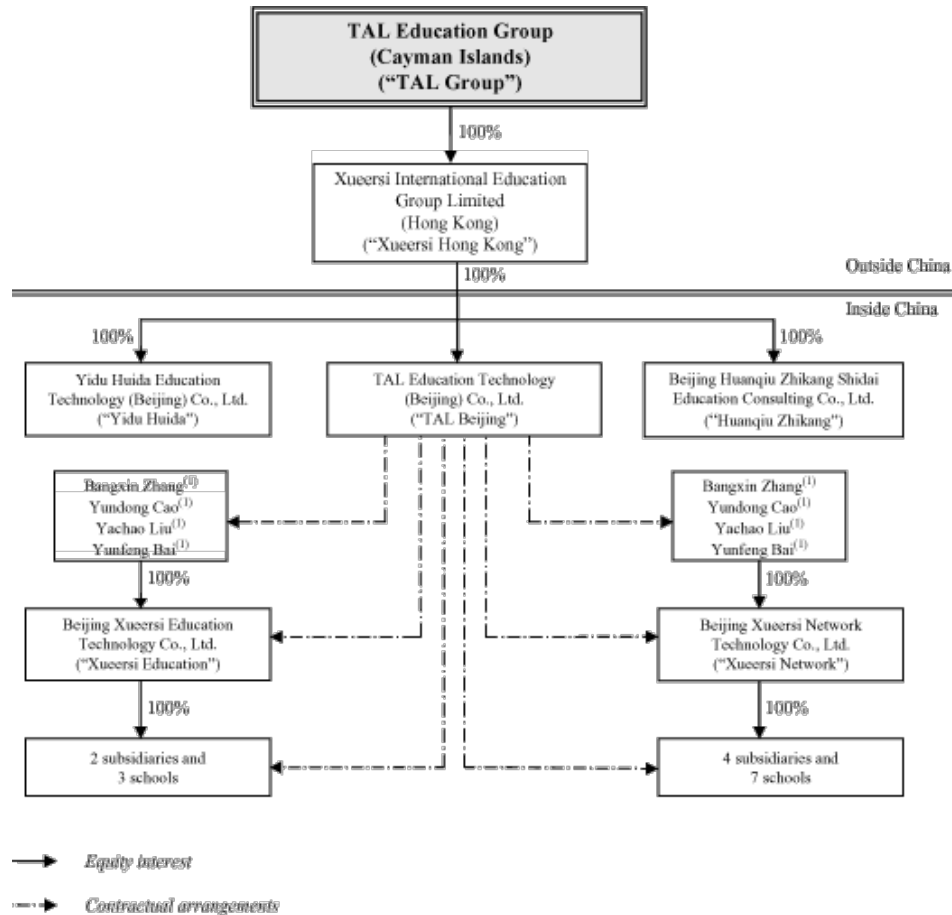 TAL Education Group
(Cayman Islands)
(“TAL Group”)
100%
Xueersi International Education
Group Limited
(Hong Kong)
(“Xueersi Hong Kong”)
100%
Outside China
Inside China
100%
100%
Yidu Huida Education
Technology (Beijing) Co., Ltd.
(“Yidu Huida”)
TAL Education Technology
(Beijing) Co., Ltd.
(“TAL Beijing”)
Beijing Huanqiu Zhikang Shidai
Education Consulting Co., Ltd.
(“Huanqiu Zhikang”)
Bangxin Zhang(1)
Yundong Cao(1)
Yachao Liu(1)
Yunfeng Bai(1)
Bangxin Zhang(1)
Yundong Cao(1)
Yachao Liu(1)
Yunfeng Bai(1)
100%
100%
Beijing Xueersi Education
Technology Co., Ltd.
(“Xueersi Education”)
Beijing Xueersi Network
Technology Co., Ltd.
(“Xueersi Network”)
100%
100%
2 subsidiaries and
3 schools
4 subsidiaries and
7 schools
Equity interest
Contractual arrangements